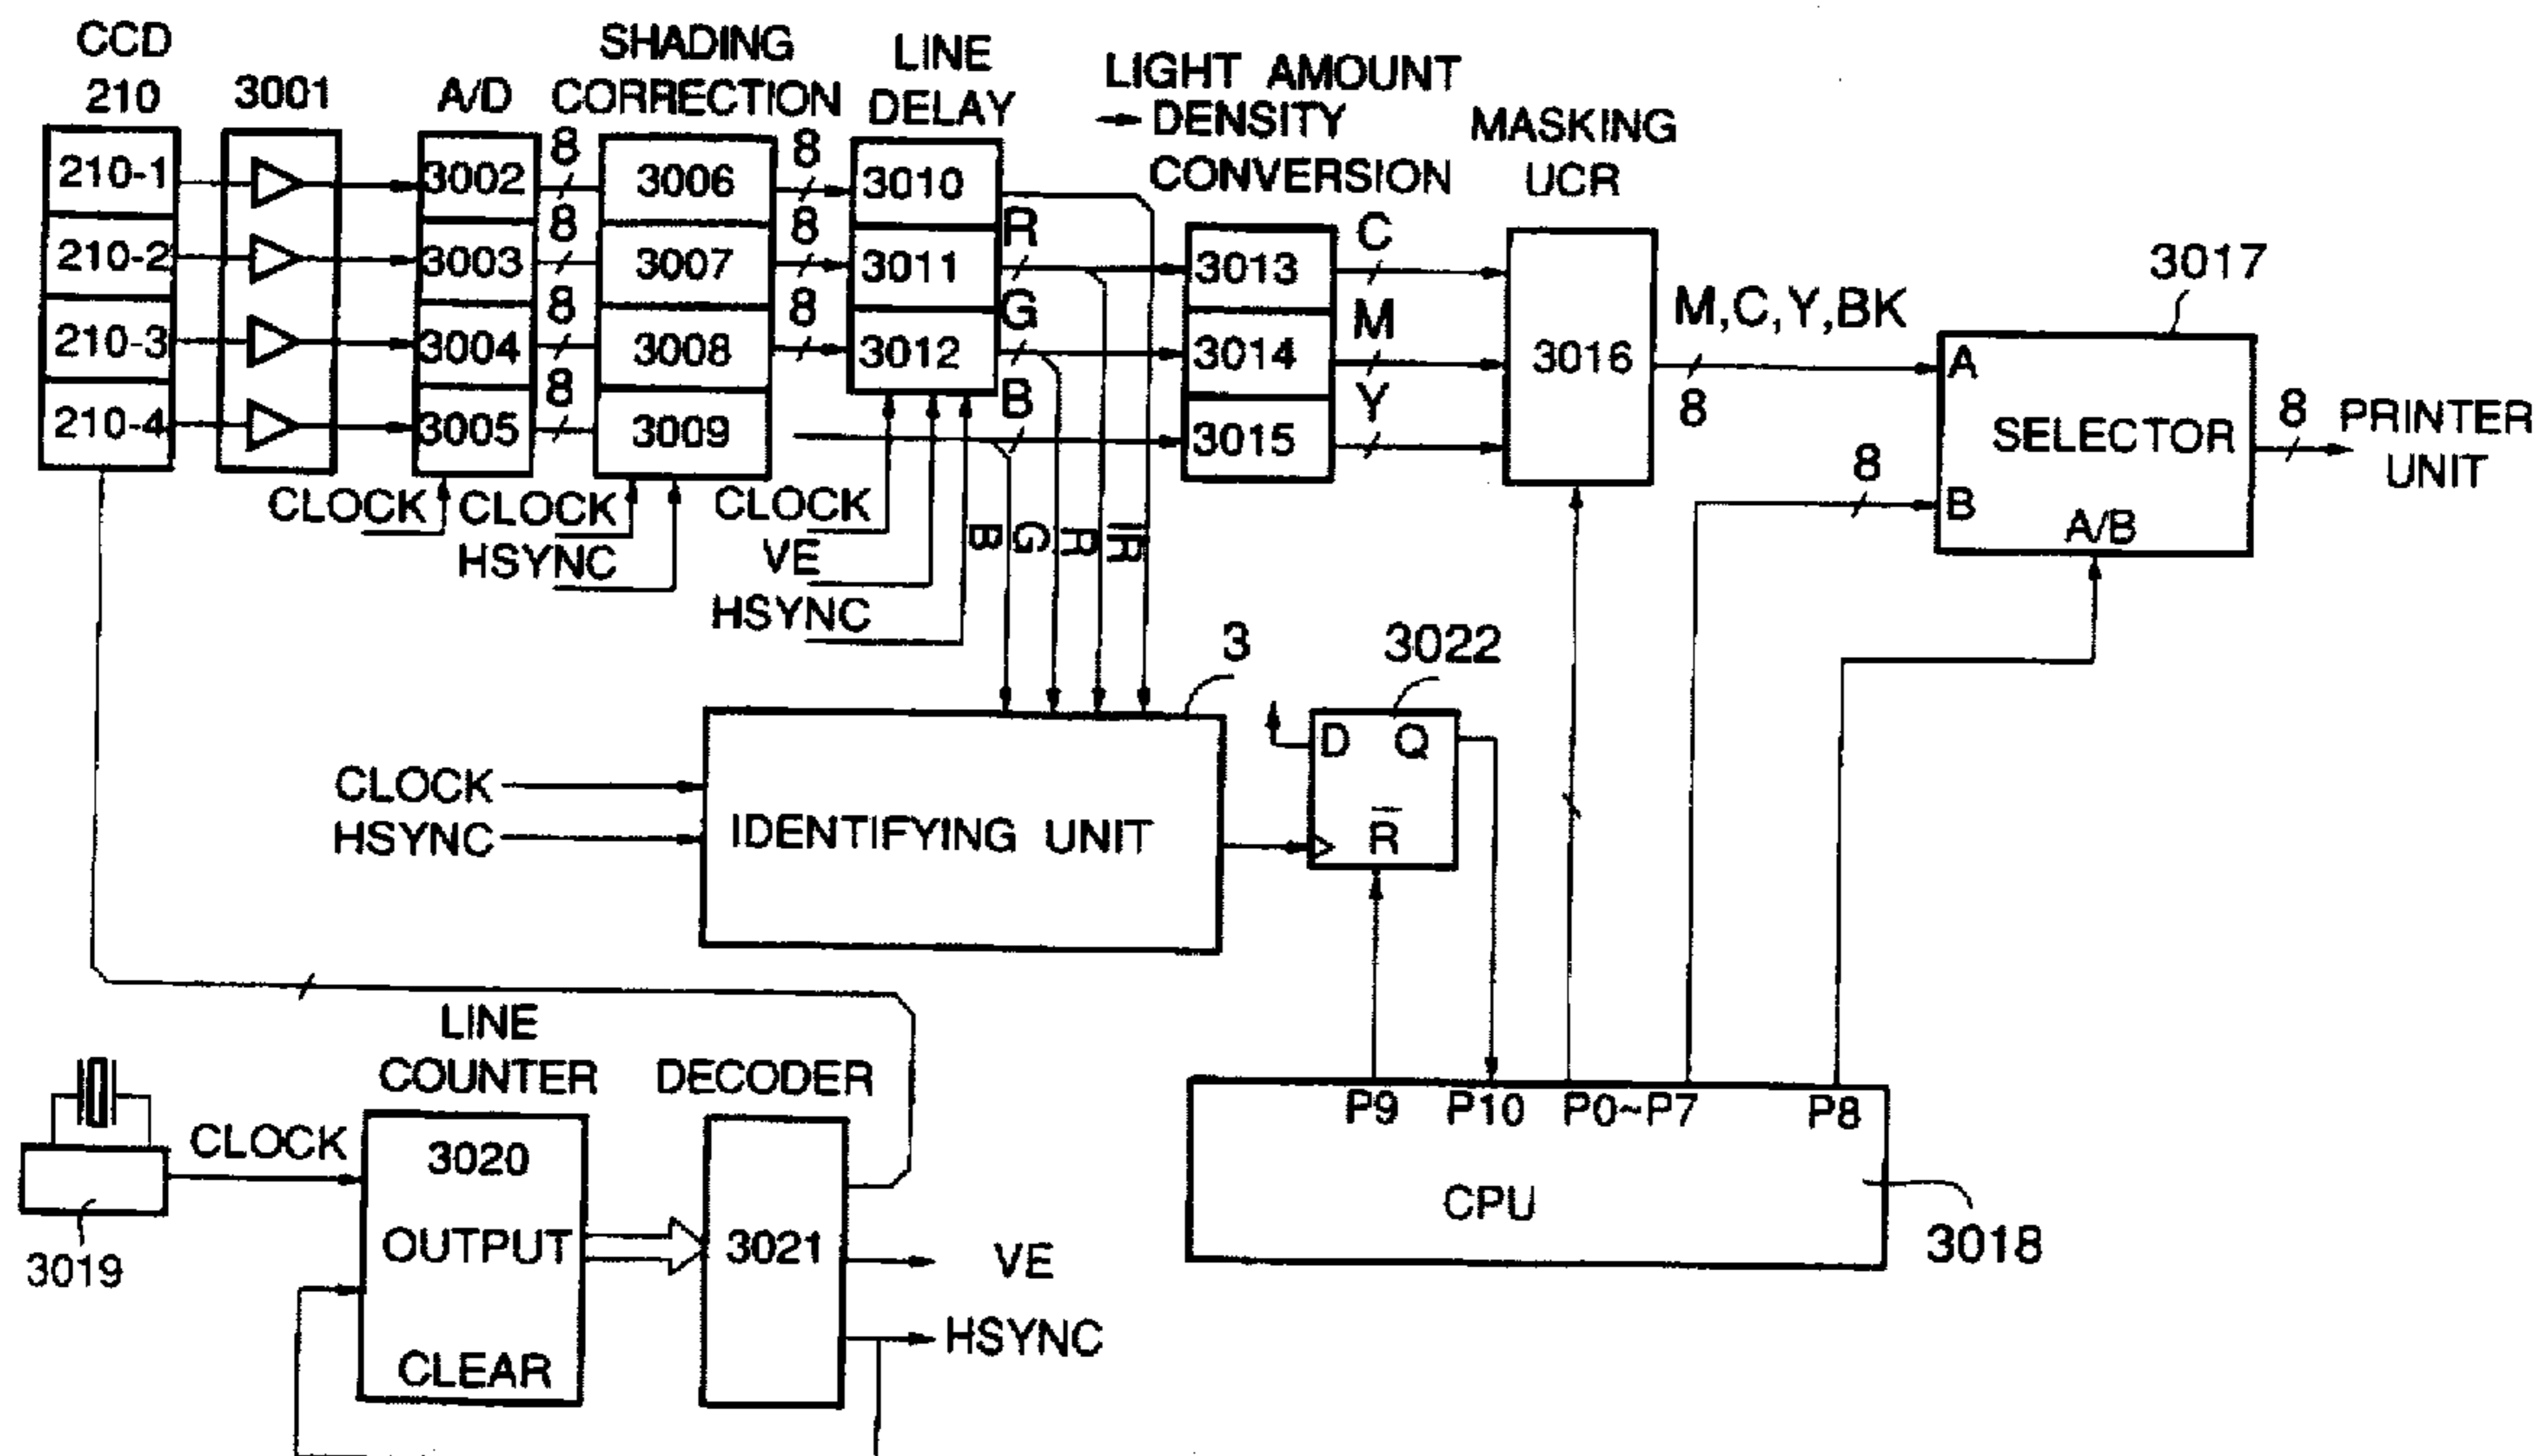 CCD
210
3001
A/D
SHADING
CORRECTION
LINE
DELAY
LIGHT AMOUNT
→ DENSITY
CONVERSION
MASKING
UCR
210-1
210-2
210-3
210-4
3002
3003
3004
3005
8
8
8
8
3006
3007
3008
3009
8
8
8
3010
3011
3012
R
G
B
3013
3014
3015
C
M
Y
3016
M,C,Y,BK
8
3017
A
B
SELECTOR
A/B
8
8
PRINTER
UNIT
CLOCK
CLOCK
HSYNC
CLOCK
VE
HSYNC
B
G
R
IR
3
3022
D
Q
R̅
CLOCK
HSYNC
IDENTIFYING UNIT
LINE
COUNTER
DECODER
CLOCK
3019
3020
OUTPUT
CLEAR
3021
VE
HSYNC
P9
P10
P0~P7
P8
CPU
3018